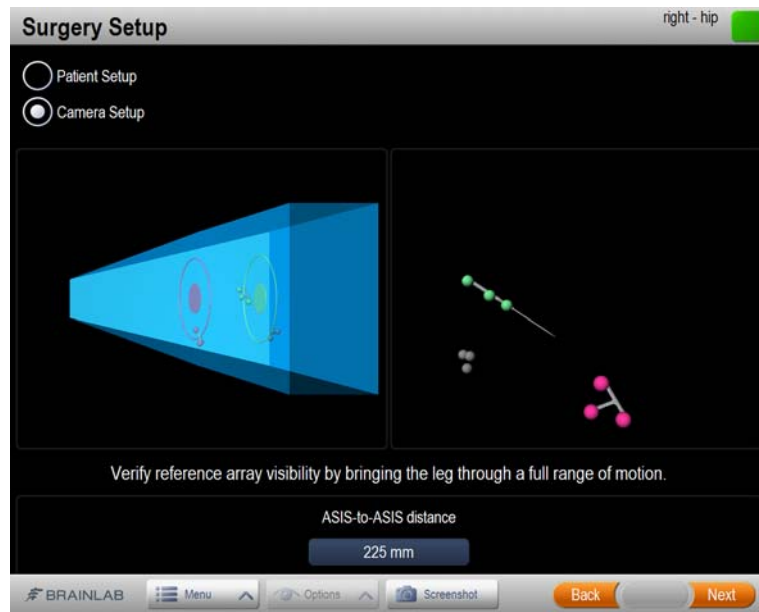 Surgery Setup
right - hip
Patient Setup
Camera Setup
Verify reference array visibility by bringing the leg through a full range of motion.
ASIS-to-ASIS distance
225 mm
BRAINLAB
Menu
Options
Screenshot
Back
Next